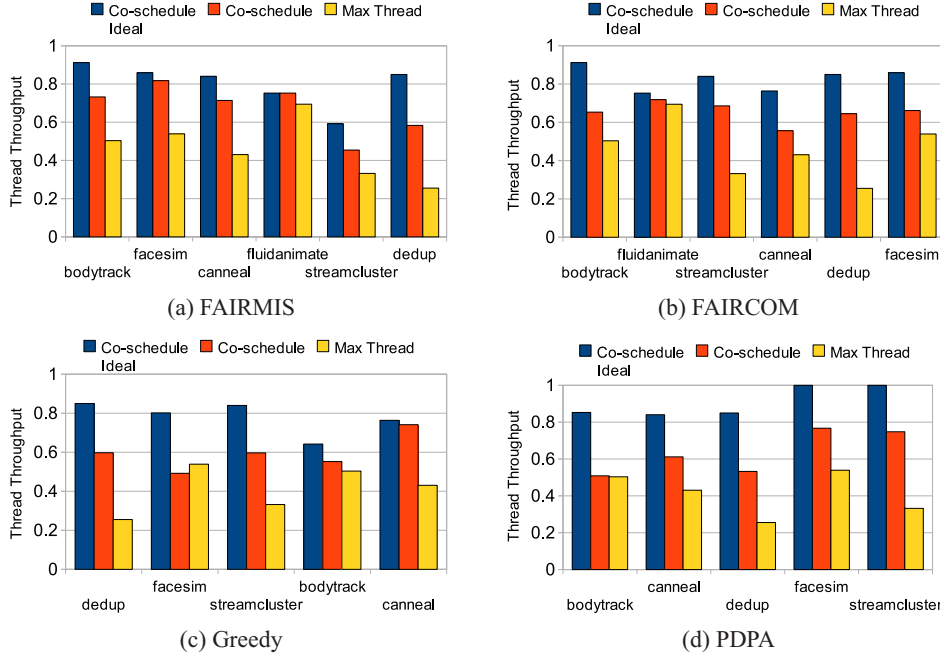 Co-schedule Ideal Co-schedule Max Thread
Thread Throughput
1
0.8
0.6
0.4
0.2
0
facesim fluidanimate dedup
bodytrack canneal streamcluster
(a) FAIRMIS
Co-schedule Ideal Co-schedule Max Thread
Thread Throughput
1
0.8
0.6
0.4
0.2
0
fluidanimate canneal facesim
bodytrack streamcluster dedup
(b) FAIRCOM
Co-schedule Ideal Co-schedule Max Thread
Thread Throughput
1
0.8
0.6
0.4
0.2
0
facesim bodytrack
dedup streamcluster canneal
(c) Greedy
Co-schedule Ideal Co-schedule Max Thread
Thread Throughput
1
0.8
0.6
0.4
0.2
0
canneal facesim
bodytrack dedup streamcluster
(d) PDPA